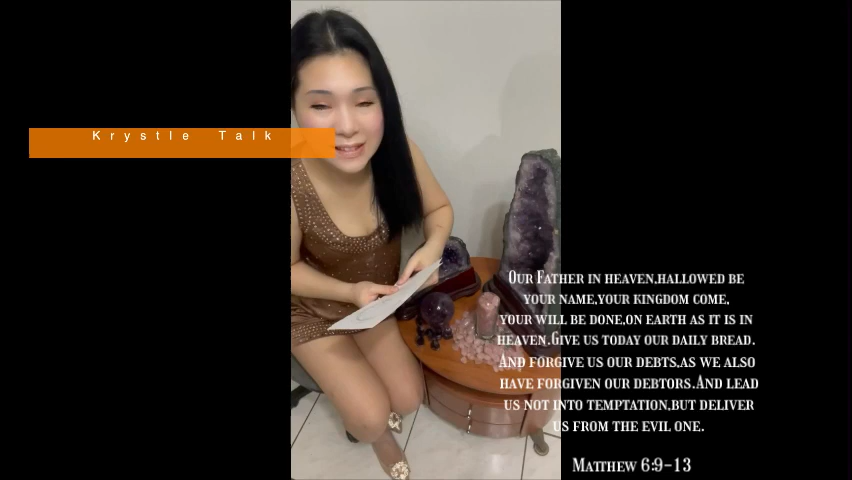 Krystle Talk
Our Father in heaven,hallowed be
your name,your kingdom come,
your will be done,on earth as it is in
heaven.Give us today our daily bread.
And forgive us our debts,as we also
have forgiven our debtors.And lead
us not into temptation,but deliver
us from the evil one.
Matthew 6:9-13